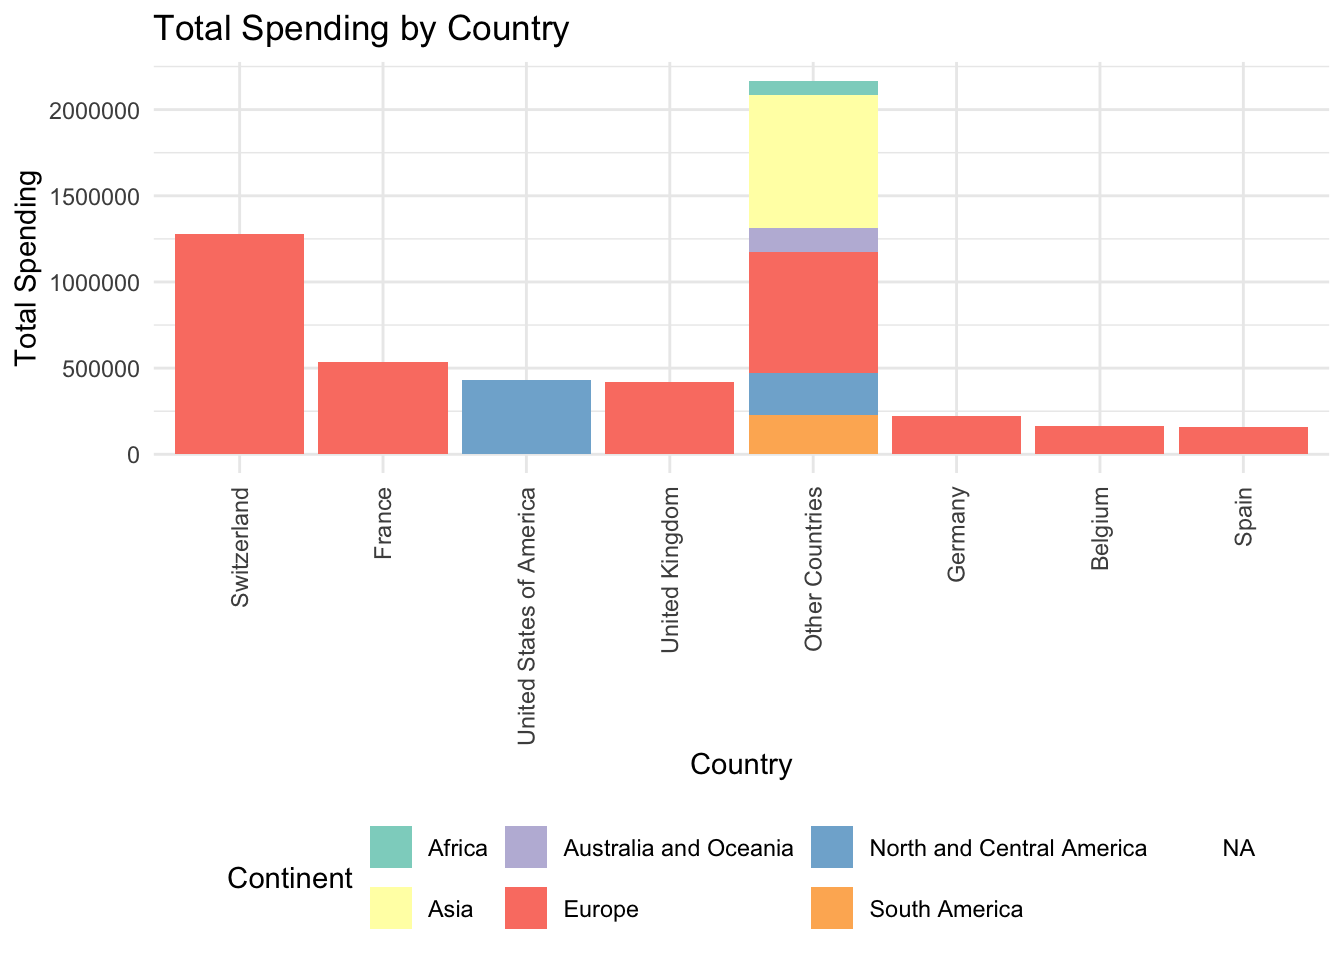 Total Spending by Country
Total Spending
2000000
1500000
1000000
500000
0
Switzerland
France
United States of America
United Kingdom
Other Countries
Germany
Belgium
Spain
Country
Continent
Africa
Australia and Oceania
North and Central America
NA
Asia
Europe
South America